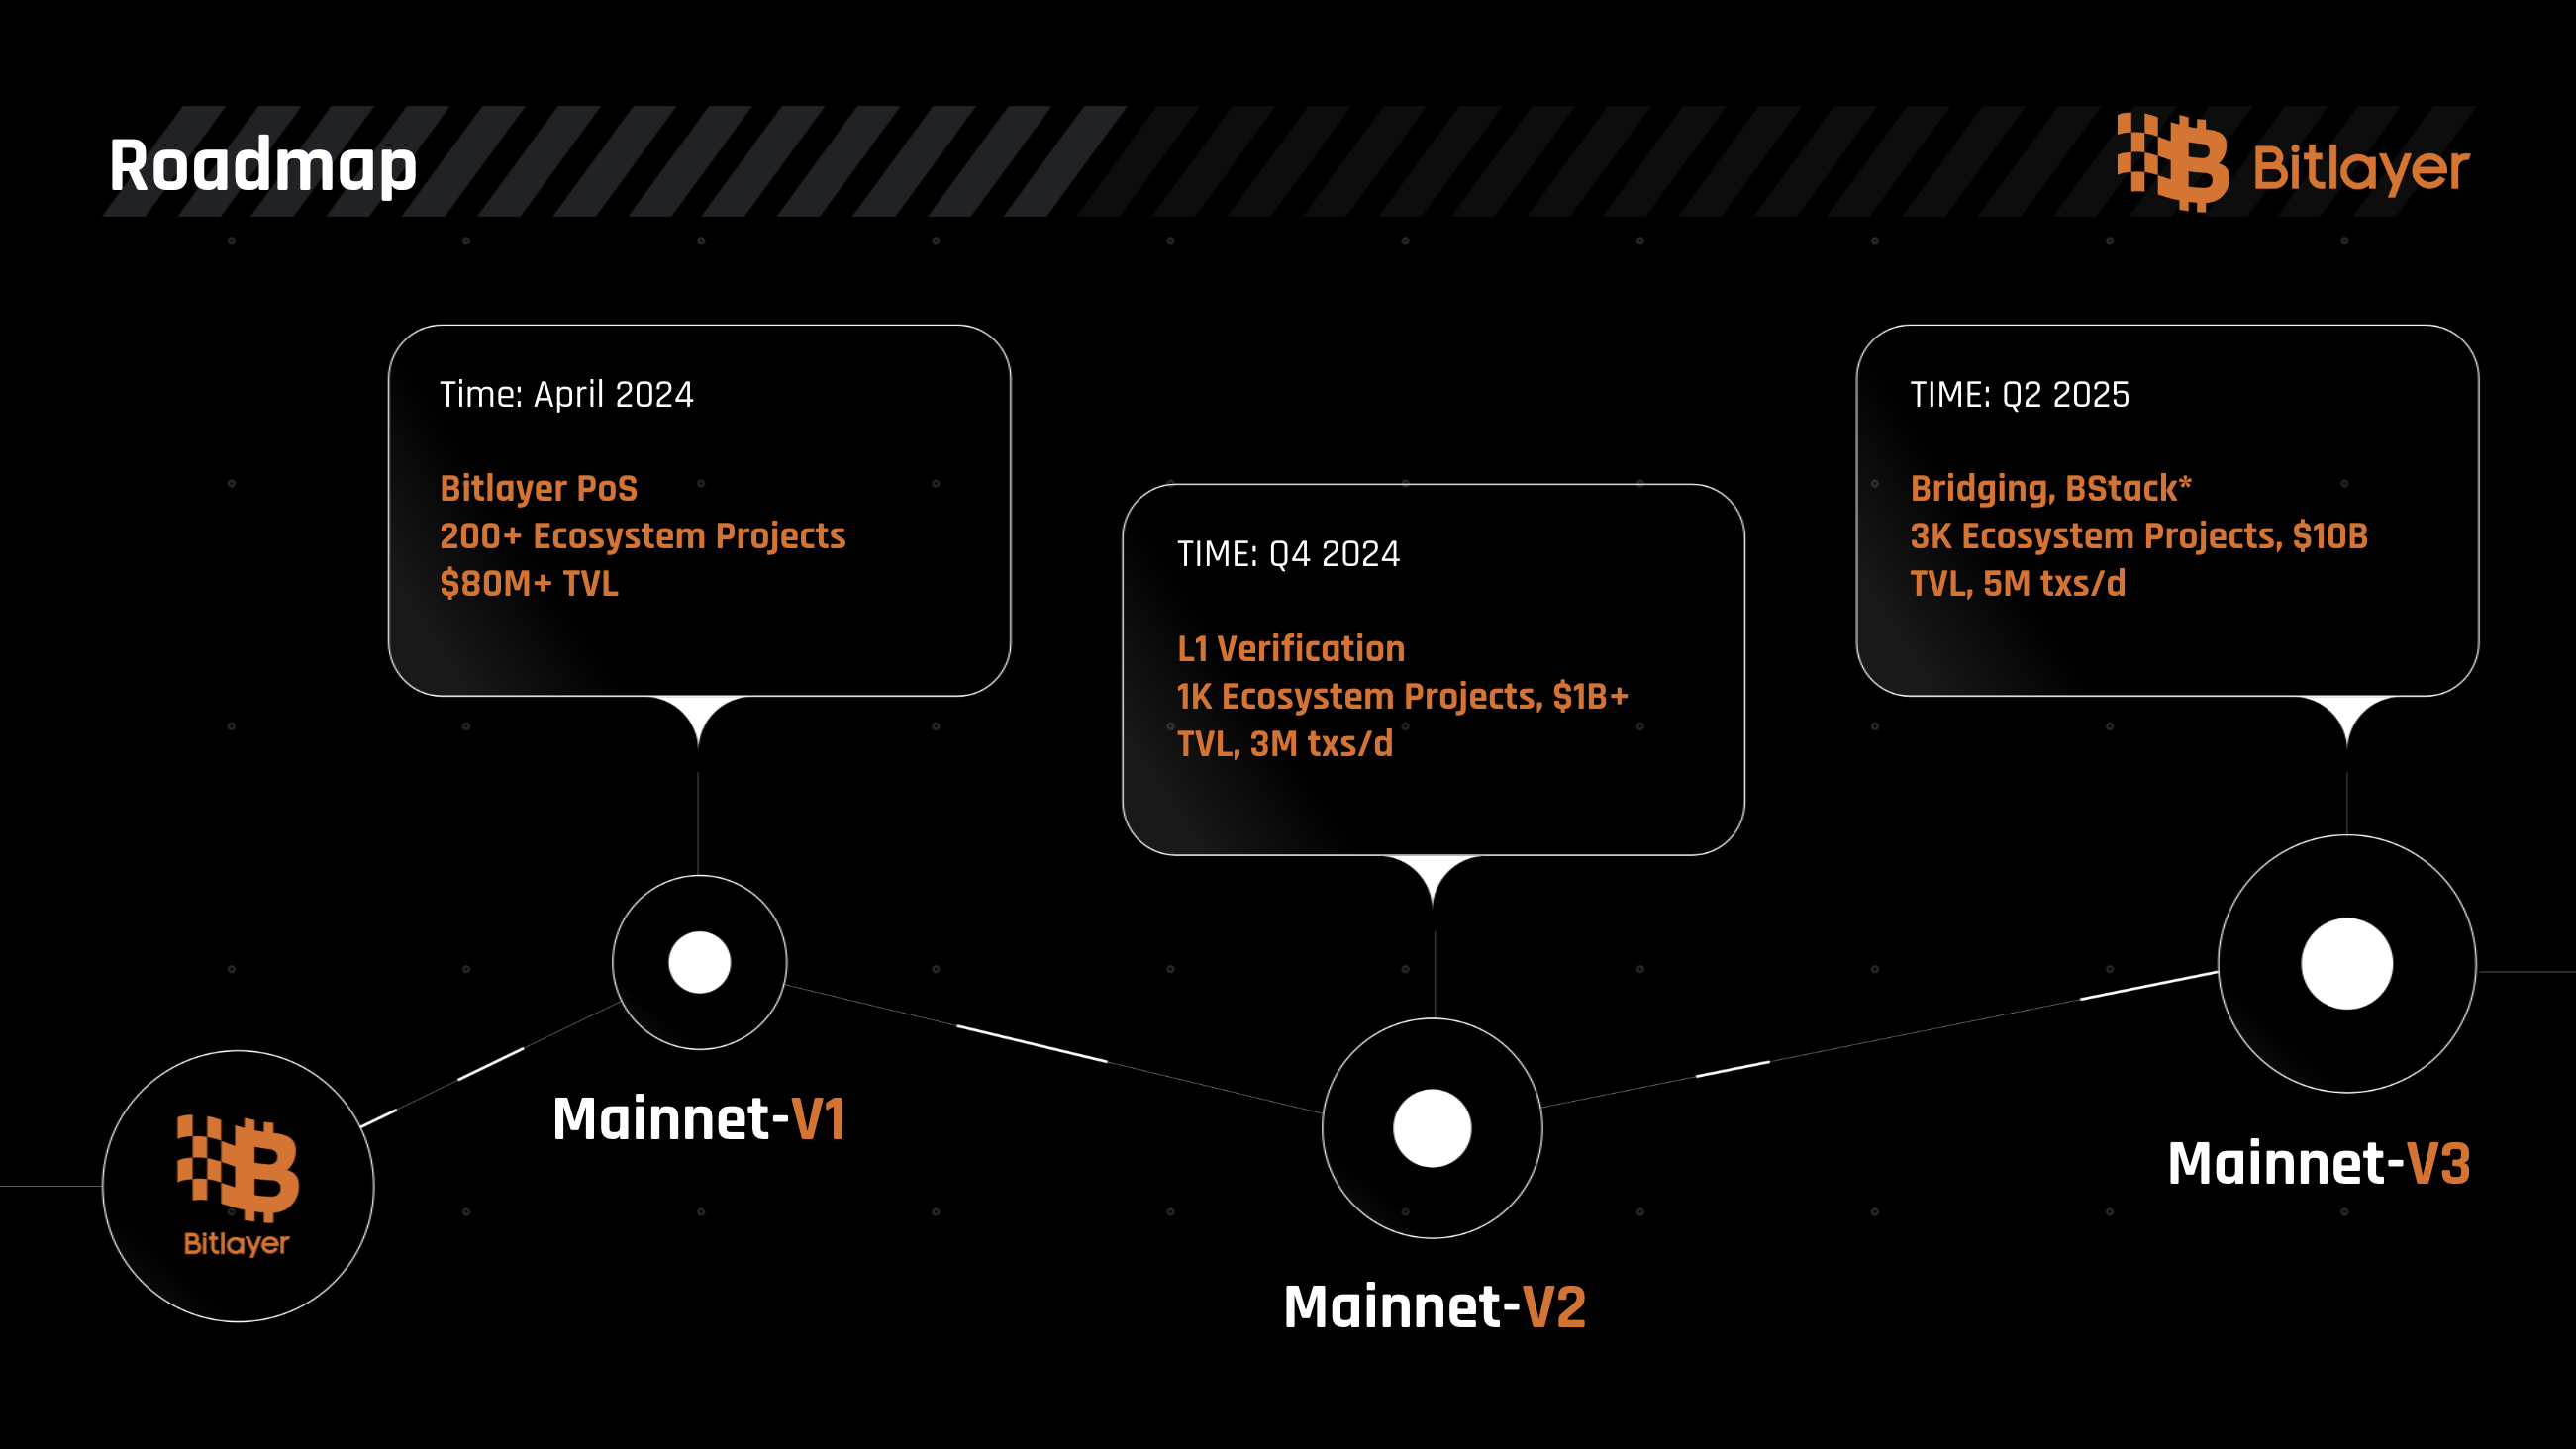 Roadmap
Bitlayer
Time: April 2024
Bitlayer PoS
200+ Ecosystem Projects
$80M+ TVL
TIME: Q4 2024
L1 Verification
1K Ecosystem Projects, $1B+
TVL, 3M txs/d
TIME: Q2 2025
Bridging, BStack*
3K Ecosystem Projects, $10B
TVL, 5M txs/d
Bitlayer
Mainnet-V1
Mainnet-V2
Mainnet-V3